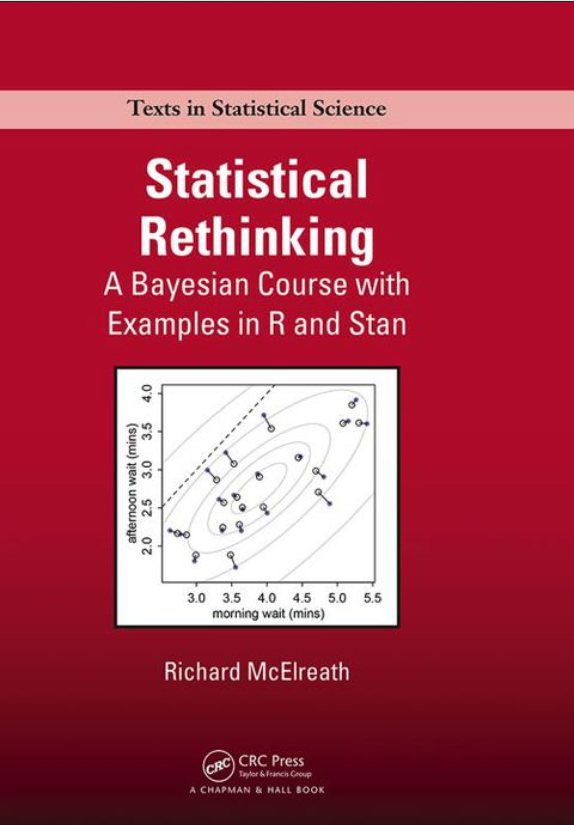 Texts in Statistical Science
Statistical
Rethinking
A Bayesian Course with
Examples in R and Stan
afternoon wait (mins)
4.0
3.5
3.0
2.5
2.0
3.0 3.5 4.0 4.5 5.0 5.5
morning wait (mins)
Richard McElreath
CRC
CRC Press
Taylor & Francis Group
A CHAPMAN & HALL BOOK